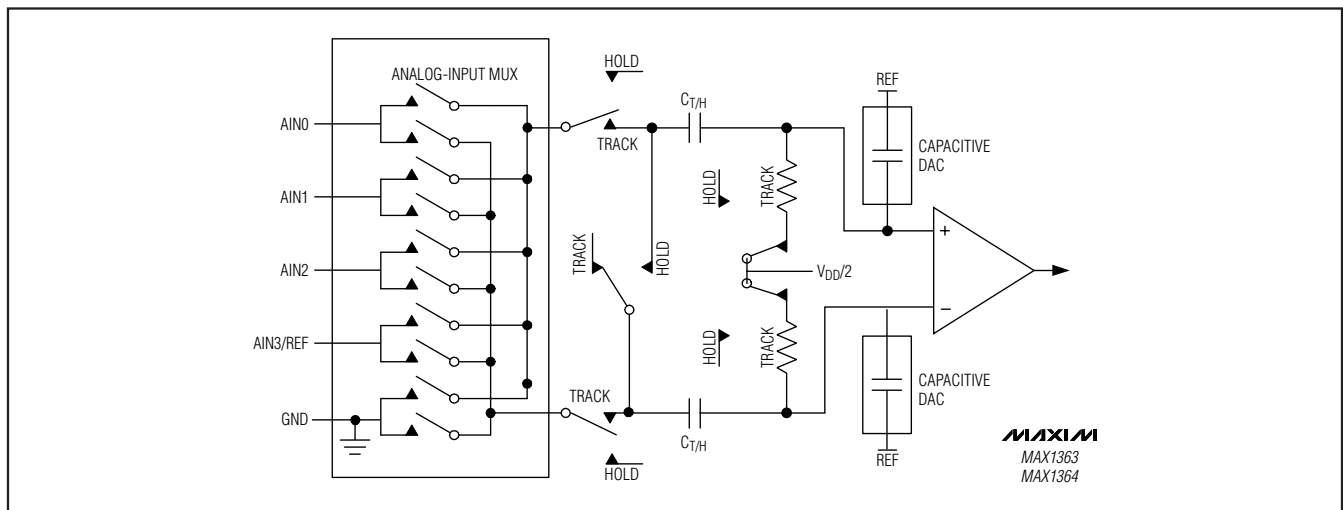 ANALOG-INPUT MUX
AIN0
AIN1
AIN2
AIN3/REF
GND
HOLD
TRACK
CT/H
HOLD
TRACK
TRACK
HOLD
VDD/2
HOLD
TRACK
TRACK
CT/H
HOLD
REF
CAPACITIVE
DAC
+
−
CAPACITIVE
DAC
REF
MAXIM
MAX1363
MAX1364